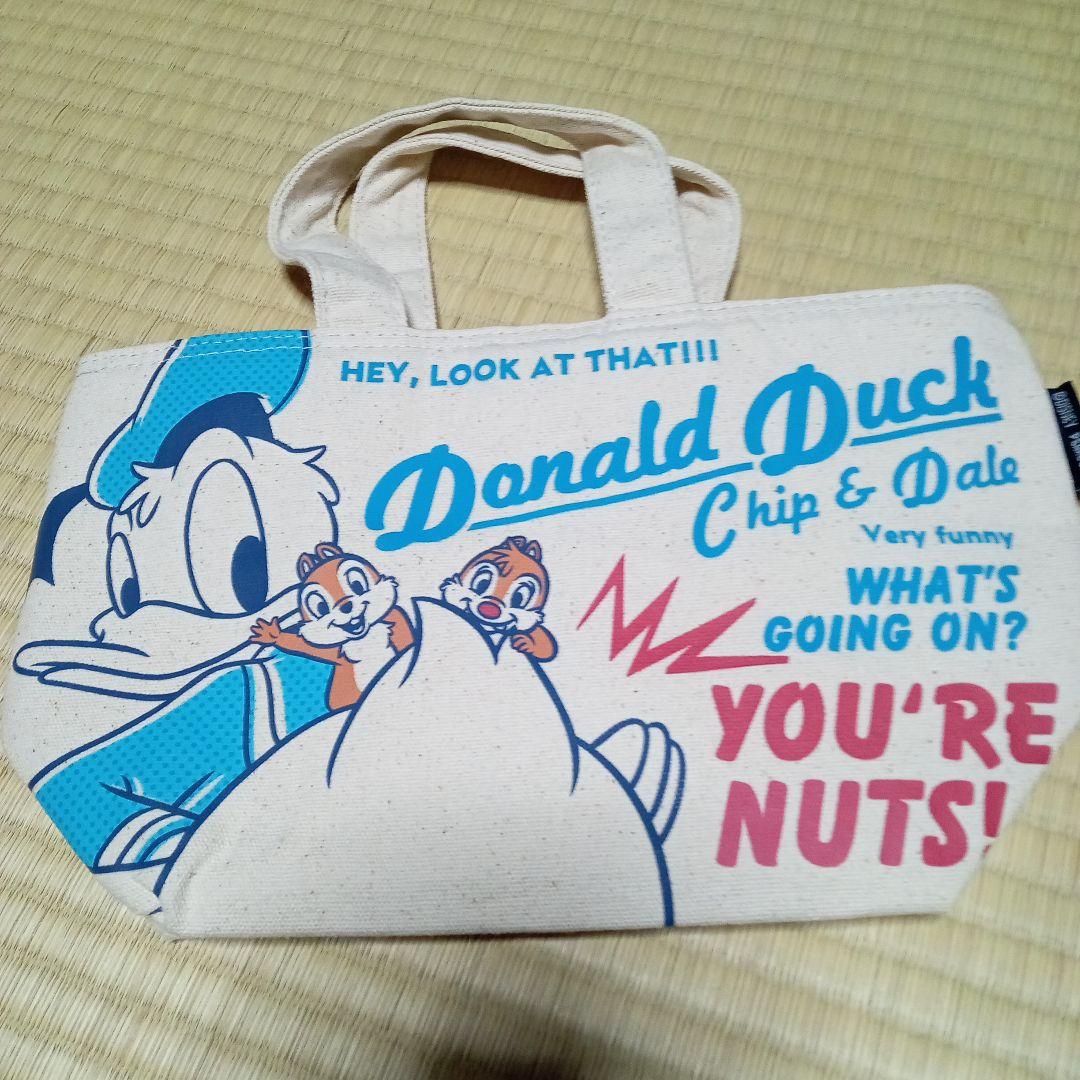 HEY, LOOK AT THAT!!!
Donald Duck
Chip & Dale
Very funny
WHAT'S
GOING ON?
YOU'RE
NUTS!